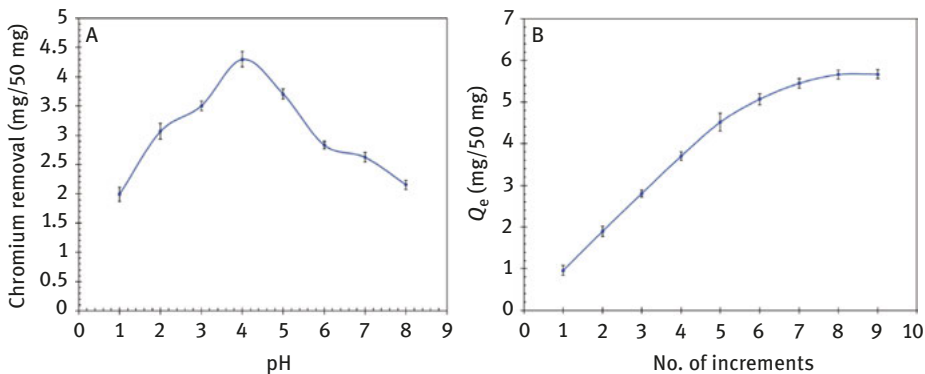 A
Chromium removal (mg/50 mg)
5
4.5
4
3.5
3
2.5
2
1.5
1
0.5
0
0 1 2 3 4 5 6 7 8 9
pH
B
Qe (mg/50 mg)
7
6
5
4
3
2
1
0
0 1 2 3 4 5 6 7 8 9 10
No. of increments